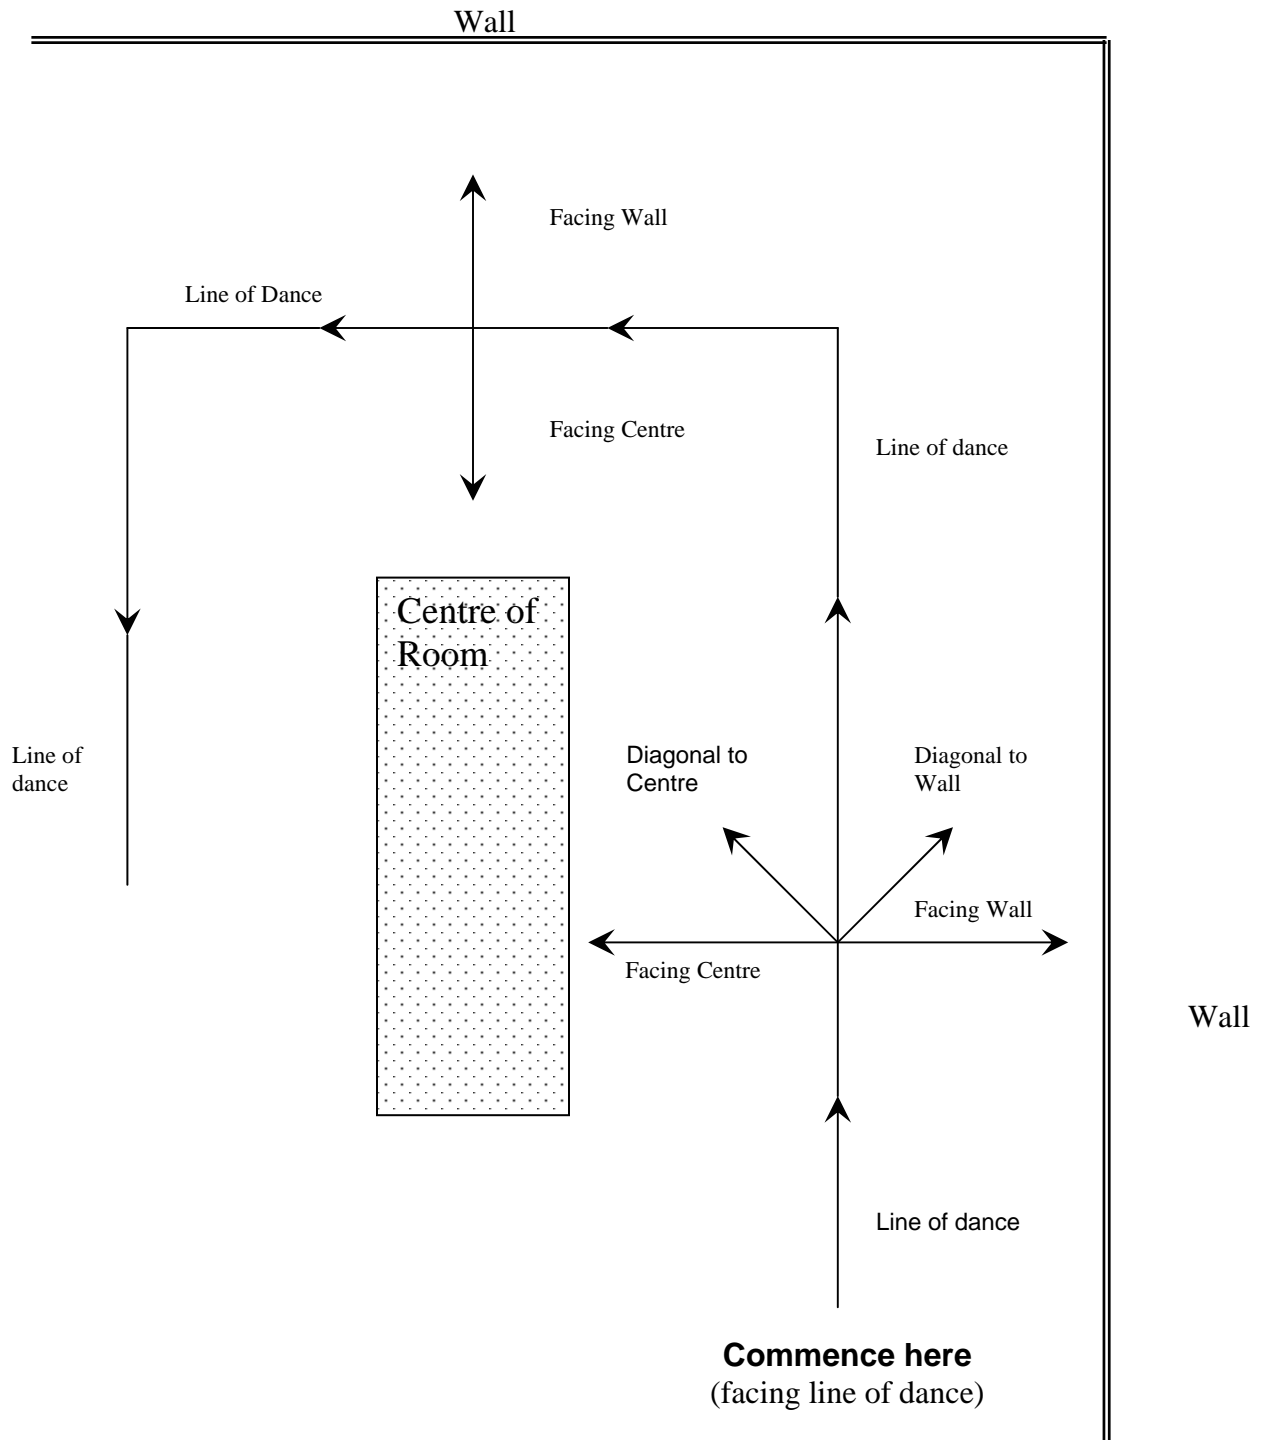 Wall
Facing Wall
Line of Dance
Facing Centre
Line of dance
Centre of
Room
Line of
dance
Diagonal to
Centre
Diagonal to
Wall
Facing Wall
Facing Centre
Wall
Line of dance
Commence here
(facing line of dance)